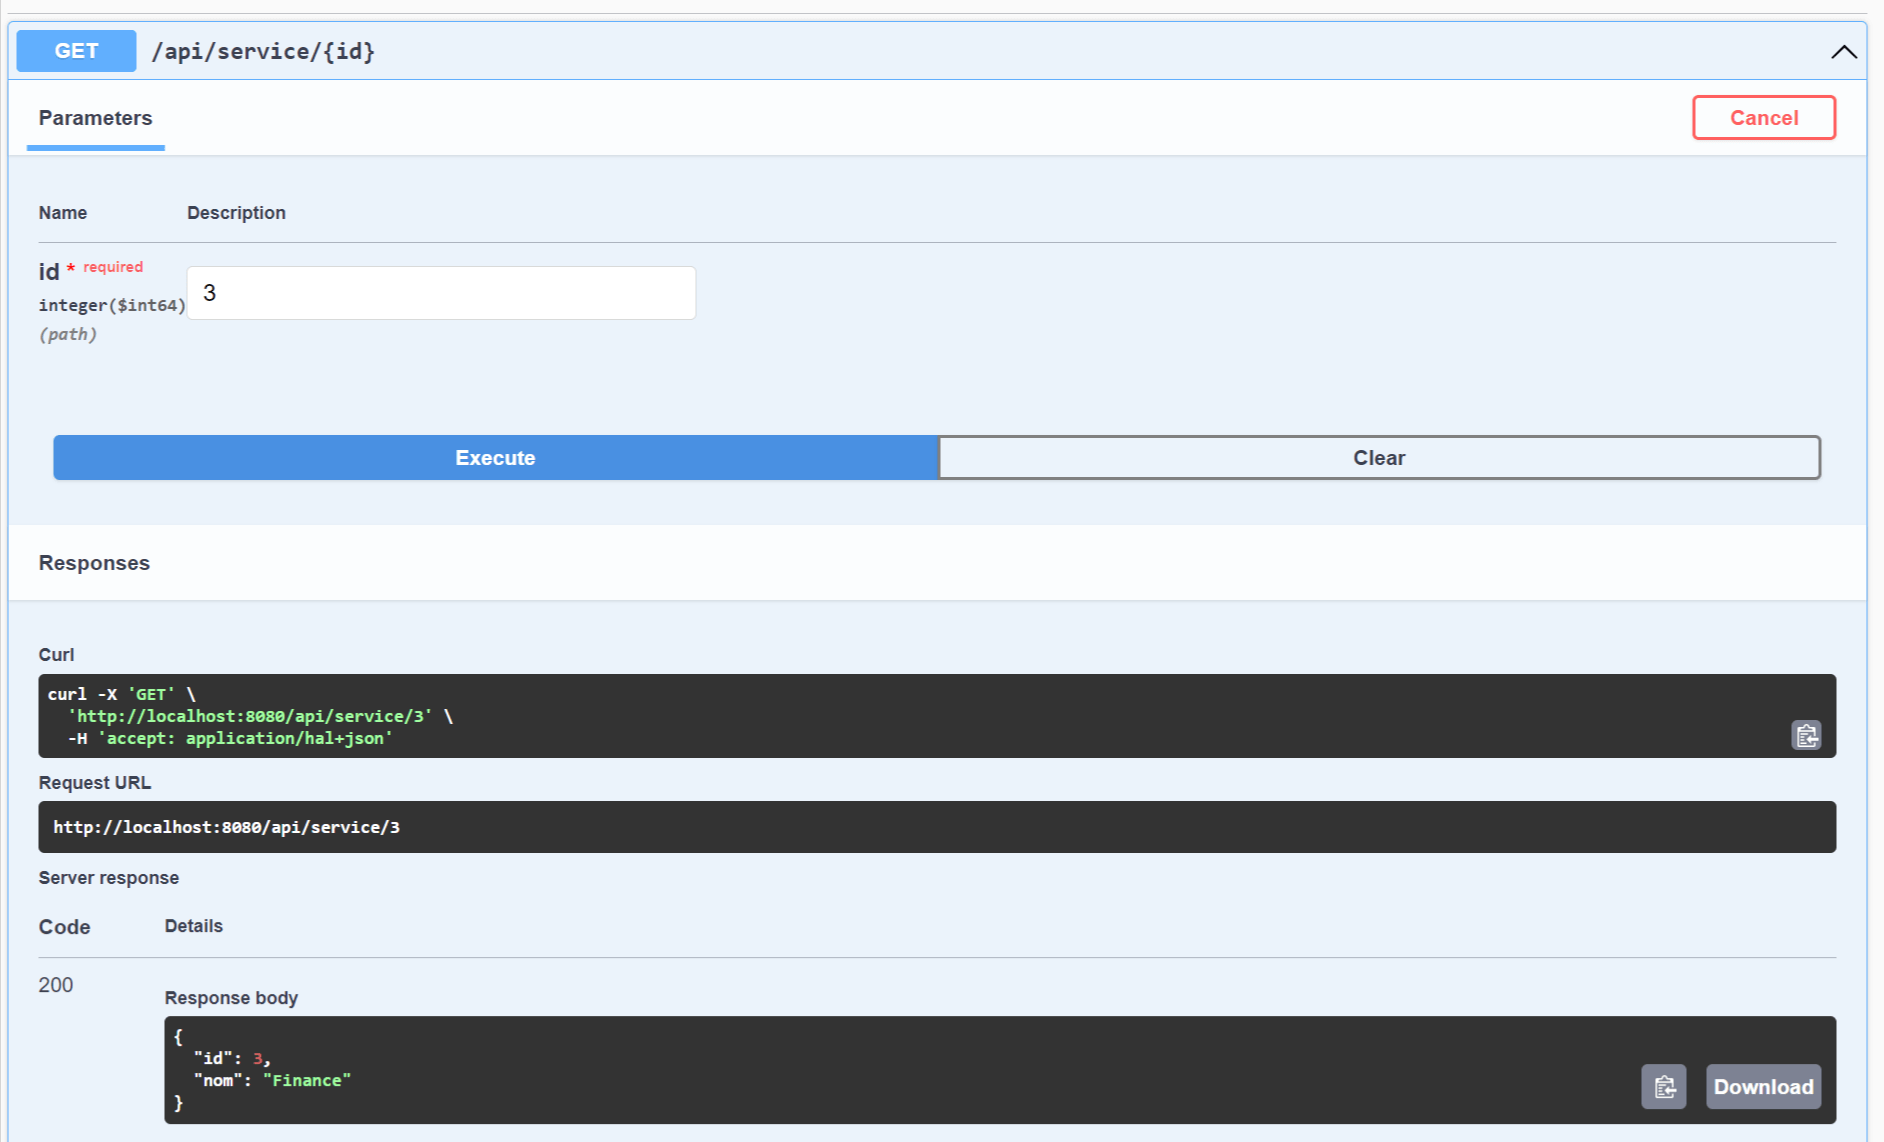 GET /api/service/{id}
Parameters
Cancel
Name Description
id * required
integer($int64)
(path)
3
Execute
Clear
Responses
Curl
curl -X 'GET' \
  'http://localhost:8080/api/service/3' \
  -H 'accept: application/hal+json'
Request URL
http://localhost:8080/api/service/3
Server response
Code Details
200
Response body
{
  "id": 3,
  "nom": "Finance"
}
Download